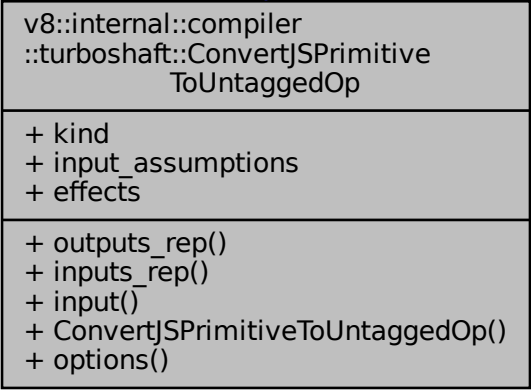 v8::internal::compiler
::turboshaft::ConvertJSPrimitive
ToUntaggedOp
+ kind
+ input_assumptions
+ effects
+ outputs_rep()
+ inputs_rep()
+ input()
+ ConvertJSPrimitiveToUntaggedOp()
+ options()